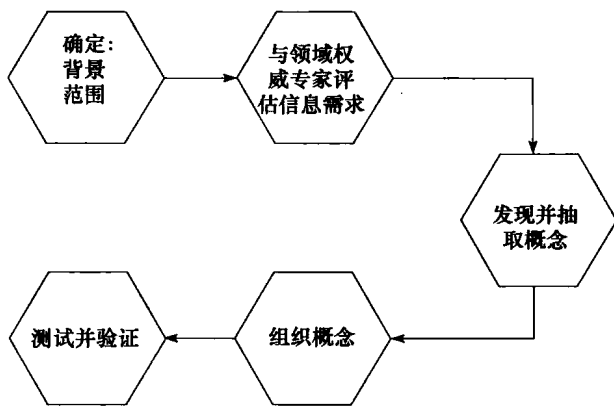 确定：
背景
范围
与领域权
威专家评
估信息需求
发现并抽
取概念
组织概念
测试并验证